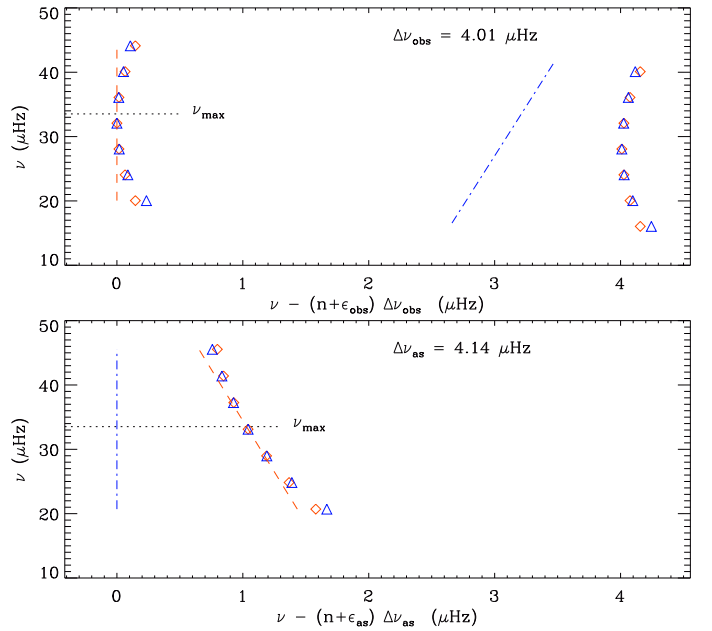 50
Δν_obs = 4.01 μHz
40
ν_max
ν (μHz)
30
20
10
0 1 2 3 4
ν − (n+ϵ_obs) Δν_obs (μHz)
50
Δν_as = 4.14 μHz
40
ν_max
ν (μHz)
30
20
10
0 1 2 3 4
ν − (n+ϵ_as) Δν_as (μHz)